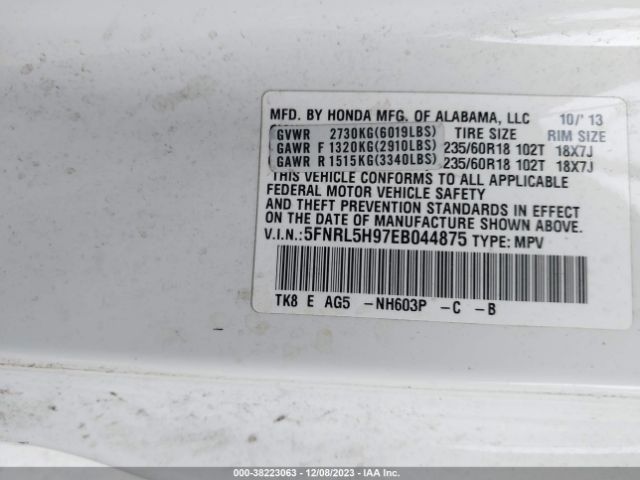 MFD. BY HONDA MFG. OF ALABAMA, LLC 10/'13
GVWR 2730KG(6019LBS) TIRE SIZE RIM SIZE
GAWR F 1320KG(2910LBS) 235/60R18 102T 18X7J
GAWR R 1515KG(3340LBS) 235/60R18 102T 18X7J
THIS VEHICLE CONFORMS TO ALL APPLICABLE
FEDERAL MOTOR VEHICLE SAFETY
AND THEFT PREVENTION STANDARDS IN EFFECT
ON THE DATE OF MANUFACTURE SHOWN ABOVE.
V.I.N.:5FNRL5H97EB044875 TYPE: MPV
TK8 E AG5 -NH603P -C -B
000-38223063 - 12/08/2023 - IAA Inc.